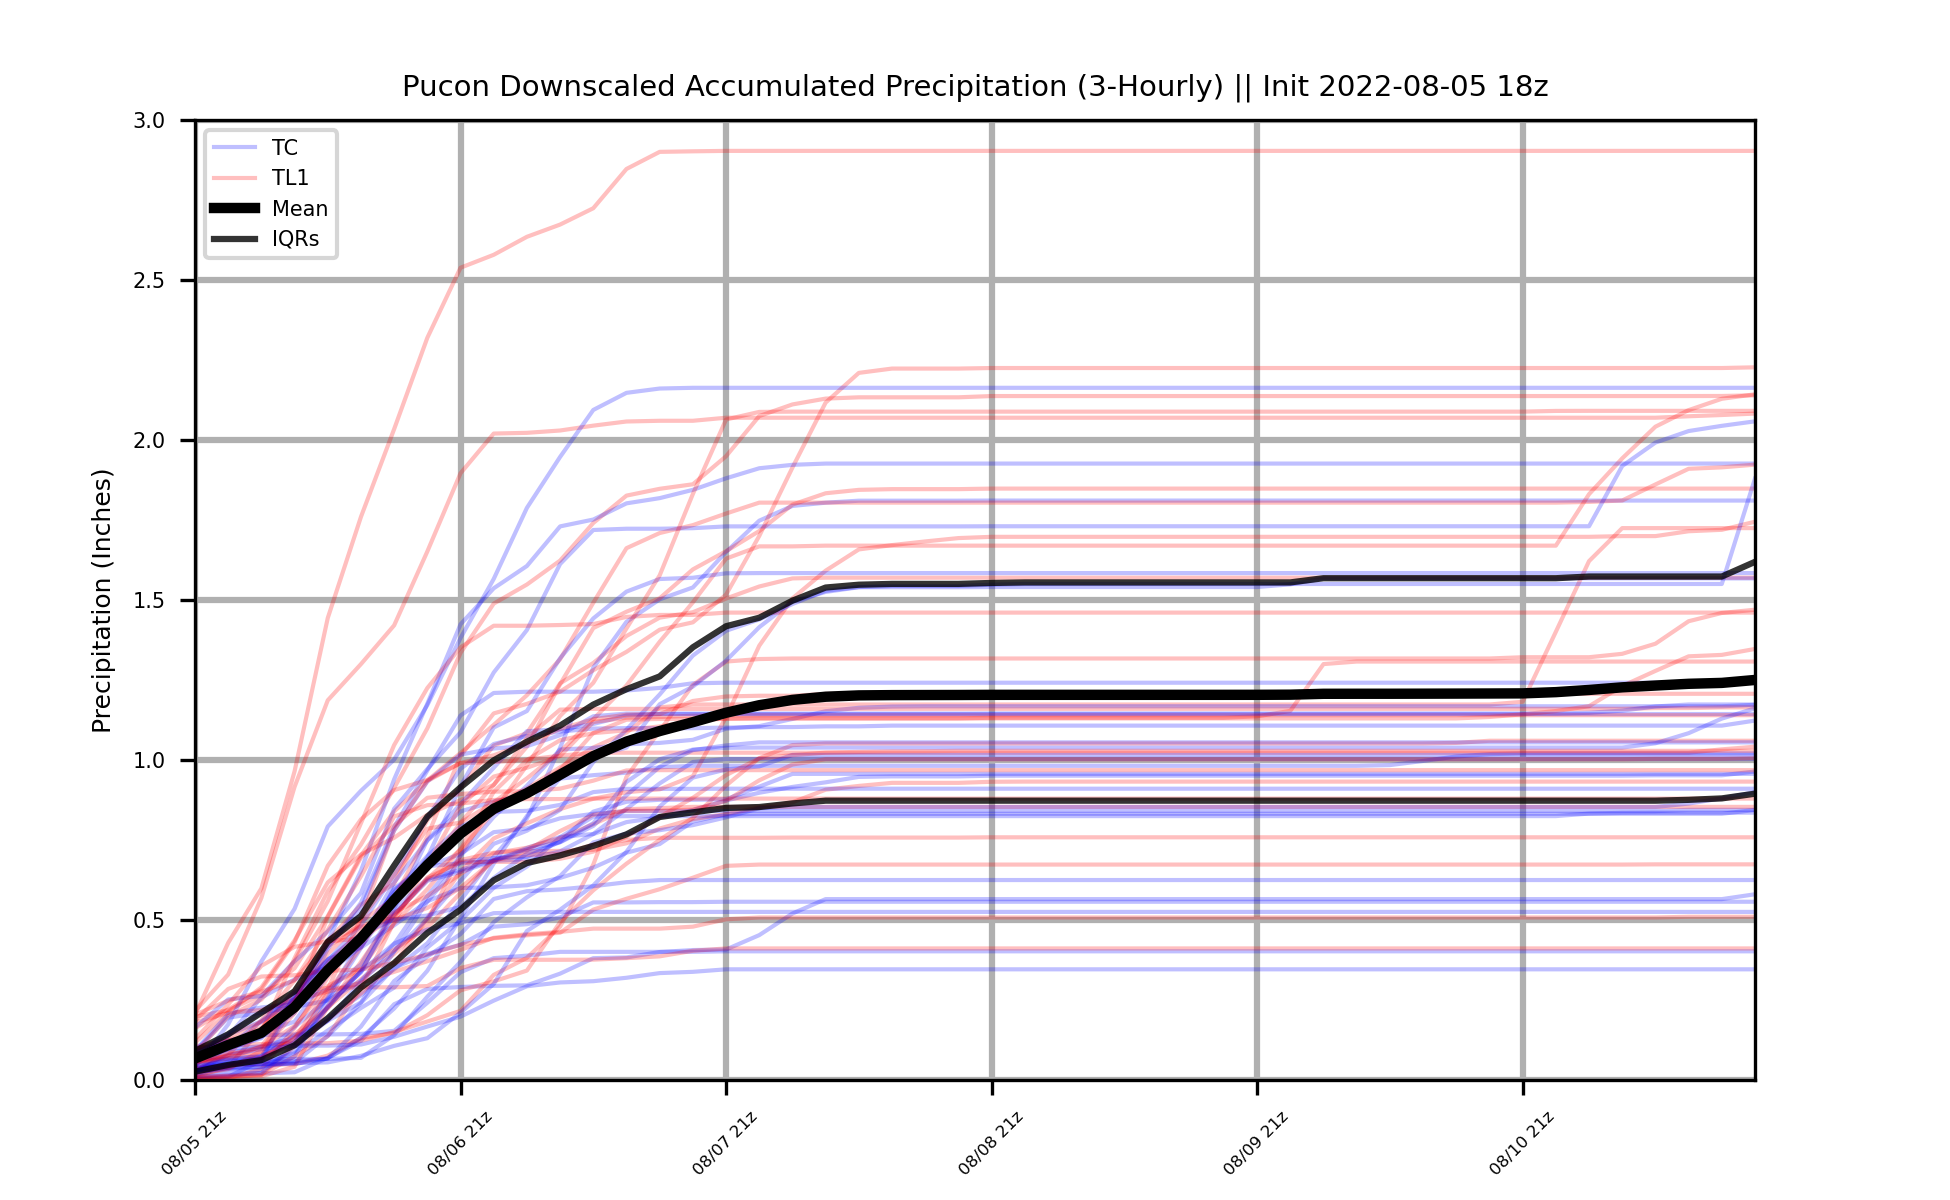 Pucon Downscaled Accumulated Precipitation (3-Hourly) || Init 2022-08-05 18z
3.0
2.5
2.0
1.5
1.0
0.5
0.0
Precipitation (Inches)
TC
TL1
Mean
IQRs
08/05 21z
08/06 21z
08/07 21z
08/08 21z
08/09 21z
08/10 21z